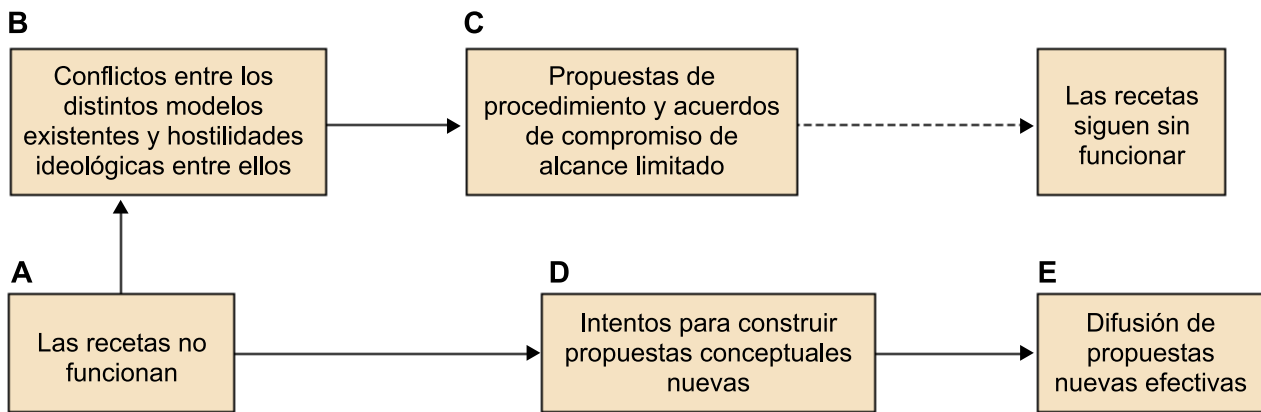 B
Conflictos entre los
distintos modelos
existentes y hostilidades
ideológicas entre ellos
C
Propuestas de
procedimiento y acuerdos
de compromiso de
alcance limitado
Las recetas
siguen sin
funcionar
A
Las recetas no
funcionan
D
Intentos para construir
propuestas conceptuales
nuevas
E
Difusión de
propuestas
nuevas efectivas